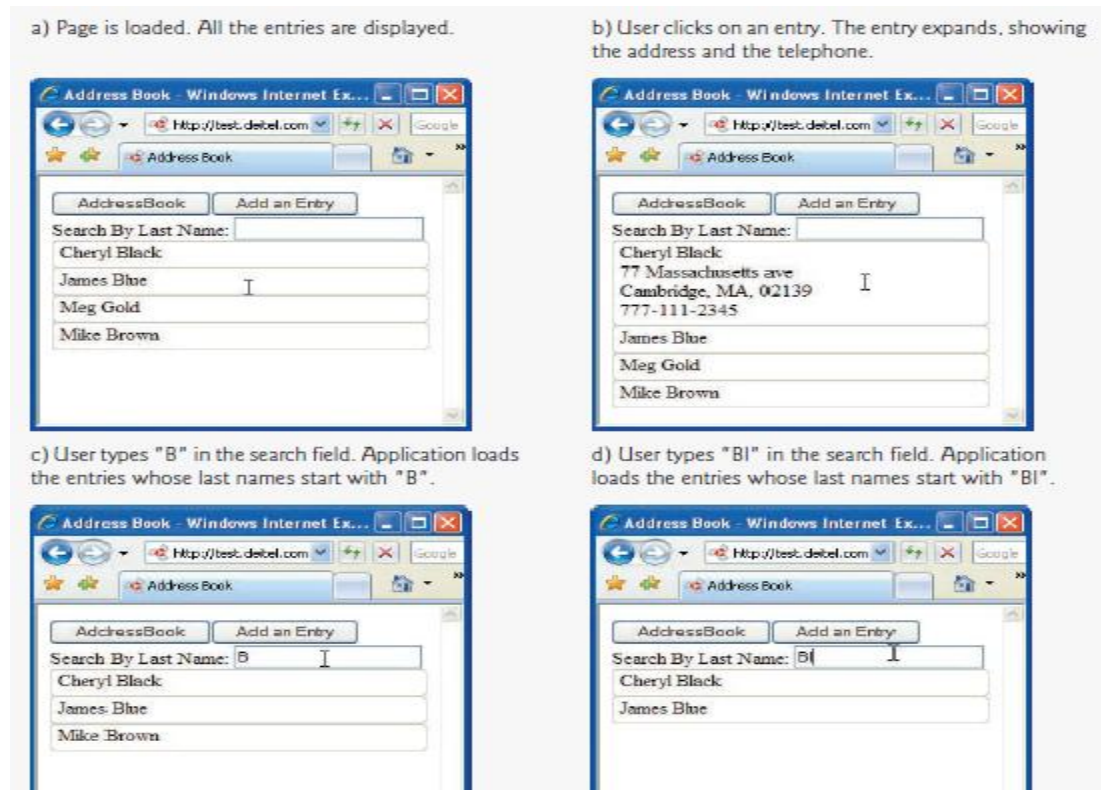 a) Page is loaded. All the entries are displayed.
Address Book - Windows Internet Ex...
http://test.deitel.com
Google
Address Book
AddressBook Add an Entry
Search By Last Name:
Cheryl Black
James Blue
Meg Gold
Mike Brown
b) User clicks on an entry. The entry expands, showing
the address and the telephone.
Address Book - Windows Internet Ex...
http://test.deitel.com
Google
Address Book
AddressBook Add an Entry
Search By Last Name:
Cheryl Black
77 Massachusetts ave
Cambridge, MA, 02139
777-111-2345
James Blue
Meg Gold
Mike Brown
c) User types "B" in the search field. Application loads
the entries whose last names start with "B".
Address Book - Windows Internet Ex...
http://test.deitel.com
Google
Address Book
AddressBook Add an Entry
Search By Last Name: B
Cheryl Black
James Blue
Mike Brown
d) User types "Bl" in the search field. Application
loads the entries whose last names start with "Bl".
Address Book - Windows Internet Ex...
http://test.deitel.com
Google
Address Book
AddressBook Add an Entry
Search By Last Name: Bl
Cheryl Black
James Blue